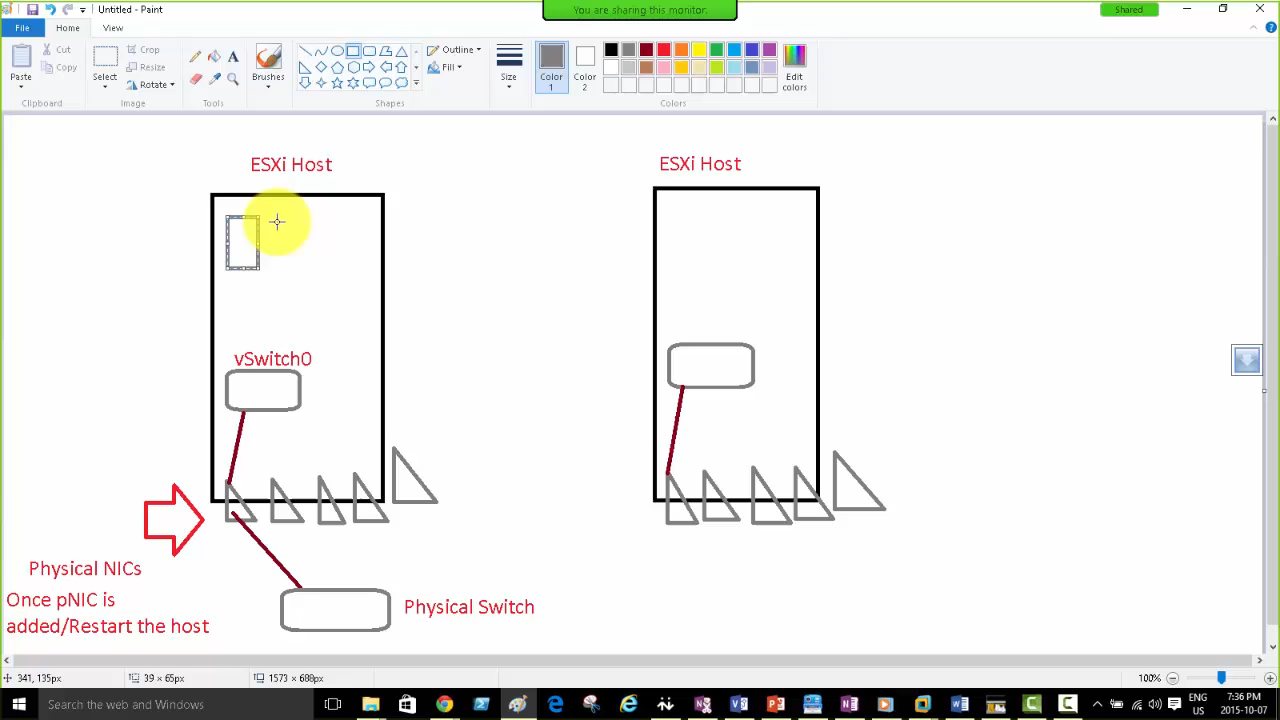 Untitled - Paint
You are sharing this monitor.
Shared
File
Home
View
Paste
Cut
Copy
Clipboard
Select
Crop
Resize
Rotate
Image
Tools
Brushes
Shapes
Outline
Fill
Size
Color
1
Color
2
Edit
colors
Colors
ESXi Host
ESXi Host
vSwitch0
Physical NICs
Once pNIC is
added/Restart the host
Physical Switch
341, 135px
39 × 65px
1573 × 688px
100%
Search the web and Windows
ENG
US
7:36 PM
2015-10-07